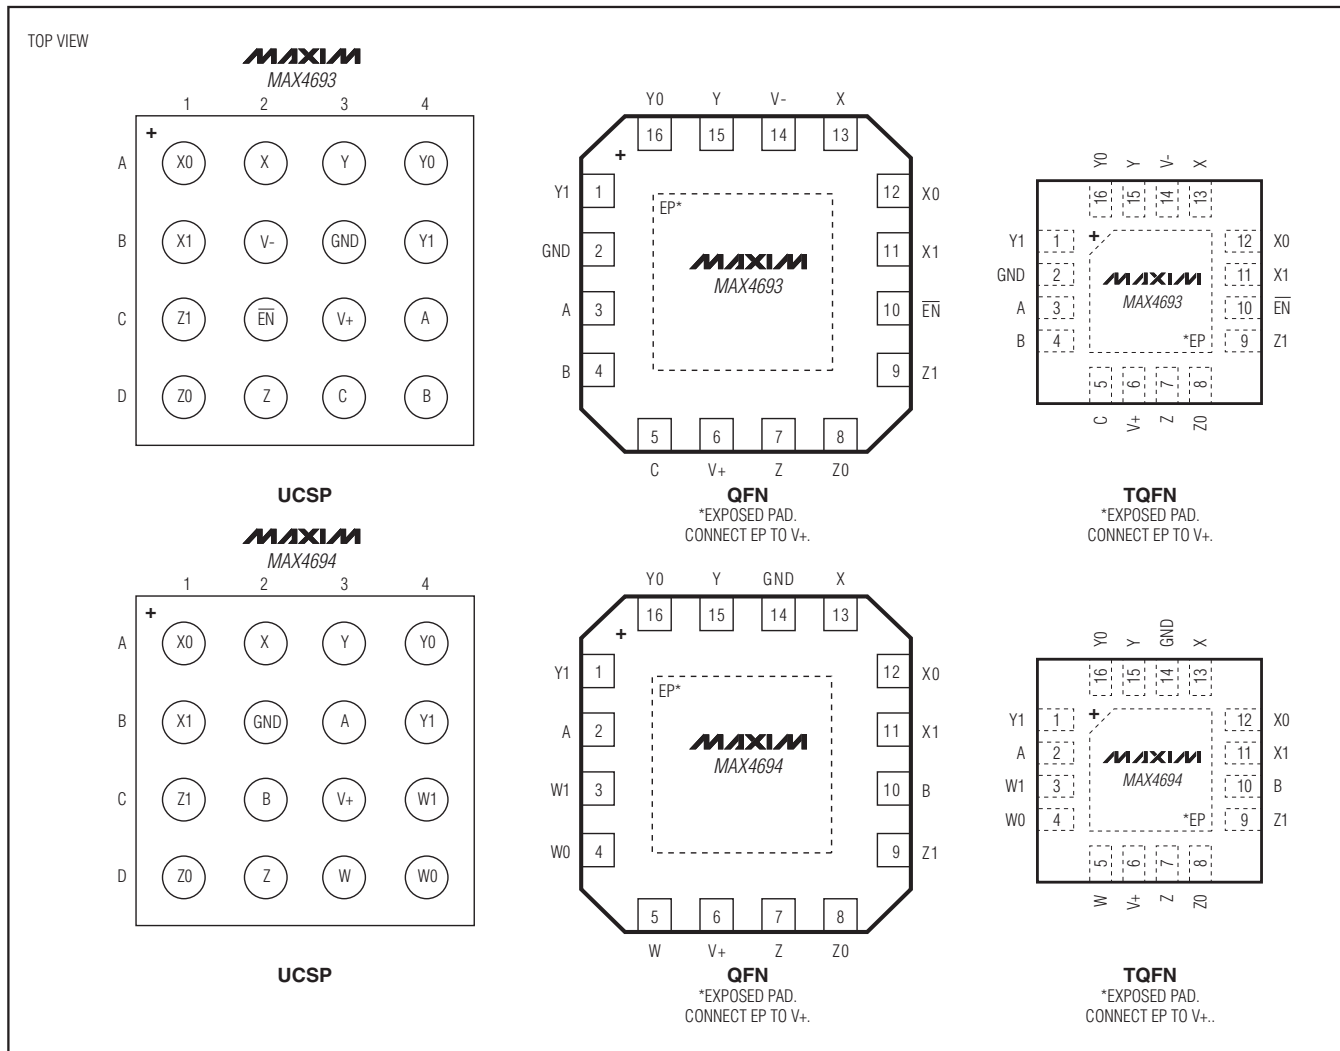 TOP VIEW
MAXIM
MAX4693
1 2 3 4
+
A X0 X Y Y0
B X1 V- GND Y1
C Z1 E̅N̅ V+ A
D Z0 Z C B
UCSP
Y0 Y V- X
16 15 14 13
+
Y1 1 12 X0
EP*
GND 2 11 X1
MAXIM
MAX4693
A 3 10 E̅N̅
B 4 9 Z1
5 6 7 8
C V+ Z Z0
QFN
*EXPOSED PAD.
CONNECT EP TO V+.
Y0 Y V- X
16 15 14 13
+
Y1 1 12 X0
GND 2 11 X1
MAXIM
MAX4693
A 3 10 E̅N̅
B 4 *EP 9 Z1
5 6 7 8
C V+ Z Z0
TQFN
*EXPOSED PAD.
CONNECT EP TO V+.
MAXIM
MAX4694
1 2 3 4
+
A X0 X Y Y0
B X1 GND A Y1
C Z1 B V+ W1
D Z0 Z W W0
UCSP
Y0 Y GND X
16 15 14 13
+
Y1 1 12 X0
EP*
A 2 11 X1
MAXIM
MAX4694
W1 3 10 B
W0 4 9 Z1
5 6 7 8
W V+ Z Z0
QFN
*EXPOSED PAD.
CONNECT EP TO V+.
Y0 Y GND X
16 15 14 13
+
Y1 1 12 X0
A 2 11 X1
MAXIM
MAX4694
W1 3 10 B
W0 4 *EP 9 Z1
5 6 7 8
W V+ Z Z0
TQFN
*EXPOSED PAD.
CONNECT EP TO V+..